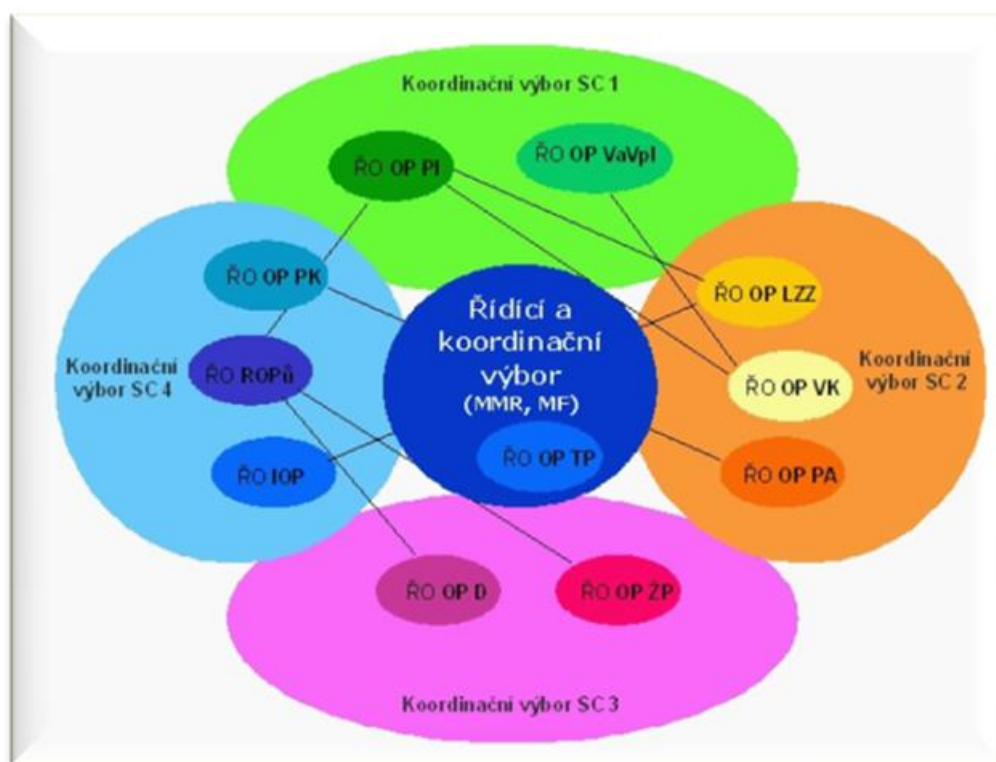 Koordinační výbor SC 1
ŘO OP PI
ŘO OP VaVpI
ŘO OP PK
ŘO OP LZZ
Řídící a
koordinační
výbor
(MMR, MF)
Koordinační
výbor SC 4
ŘO ROPů
Koordinační
výbor SC 2
ŘO OP VK
ŘO IOP
ŘO OP TP
ŘO OP PA
ŘO OP D
ŘO OP ŽP
Koordinační výbor SC 3